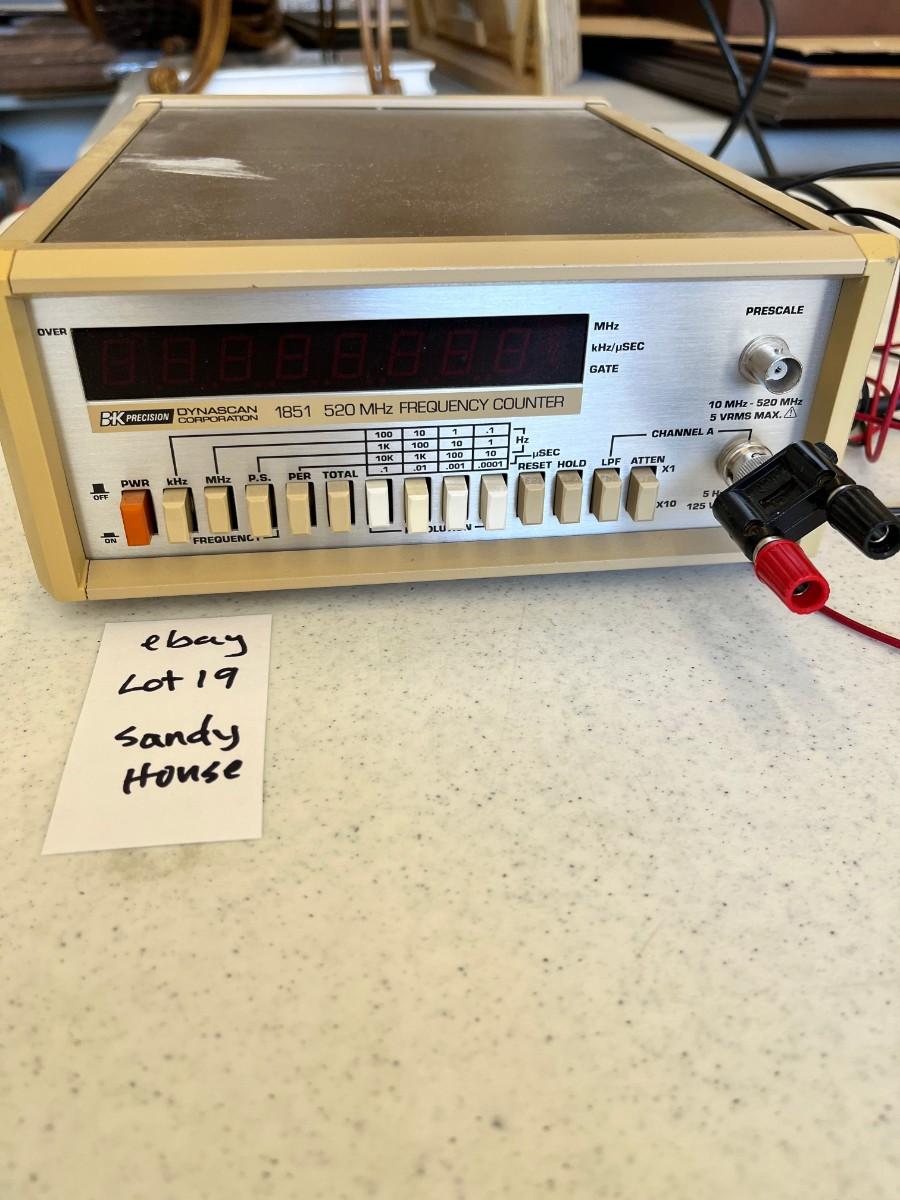 OVER
MHz
kHz/µSEC
GATE
PRESCALE
10 MHz - 520 MHz
5 VRMS MAX.
BK PRECISION DYNASCAN CORPORATION 1851 520 MHz FREQUENCY COUNTER
CHANNEL A
100 10 1 .1
1K 100 10 1
10K 1K 100 10
.1 .01 .001 .0001
Hz
µSEC
PWR kHz MHz P.S. PER TOTAL RESET HOLD LPF ATTEN
X1
X10
OFF
ON
FREQUENCY
5
125
ebay
Lot 19
Sandy
House